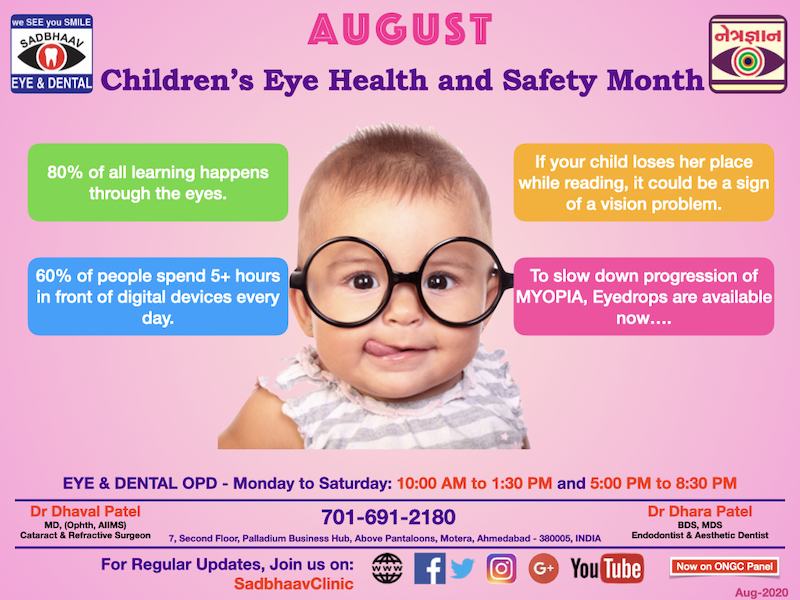 we SEE you SMILE
SADBHAAV
EYE & DENTAL
AUGUST
નેત્રજ્ઞાન
Children's Eye Health and Safety Month
80% of all learning happens
through the eyes.
If your child loses her place
while reading, it could be a sign
of a vision problem.
60% of people spend 5+ hours
in front of digital devices every
day.
To slow down progression of
MYOPIA, Eyedrops are available
now....
EYE & DENTAL OPD - Monday to Saturday: 10:00 AM to 1:30 PM and 5:00 PM to 8:30 PM
Dr Dhaval Patel
MD, (Ophth, AIIMS)
Cataract & Refractive Surgeon
701-691-2180
7, Second Floor, Palladium Business Hub, Above Pantaloons, Motera, Ahmedabad - 380005, INDIA
Dr Dhara Patel
BDS, MDS
Endodontist & Aesthetic Dentist
For Regular Updates, Join us on:
SadbhaavClinic
WWW
f
G+
YouTube
Now on ONGC Panel
Aug-2020